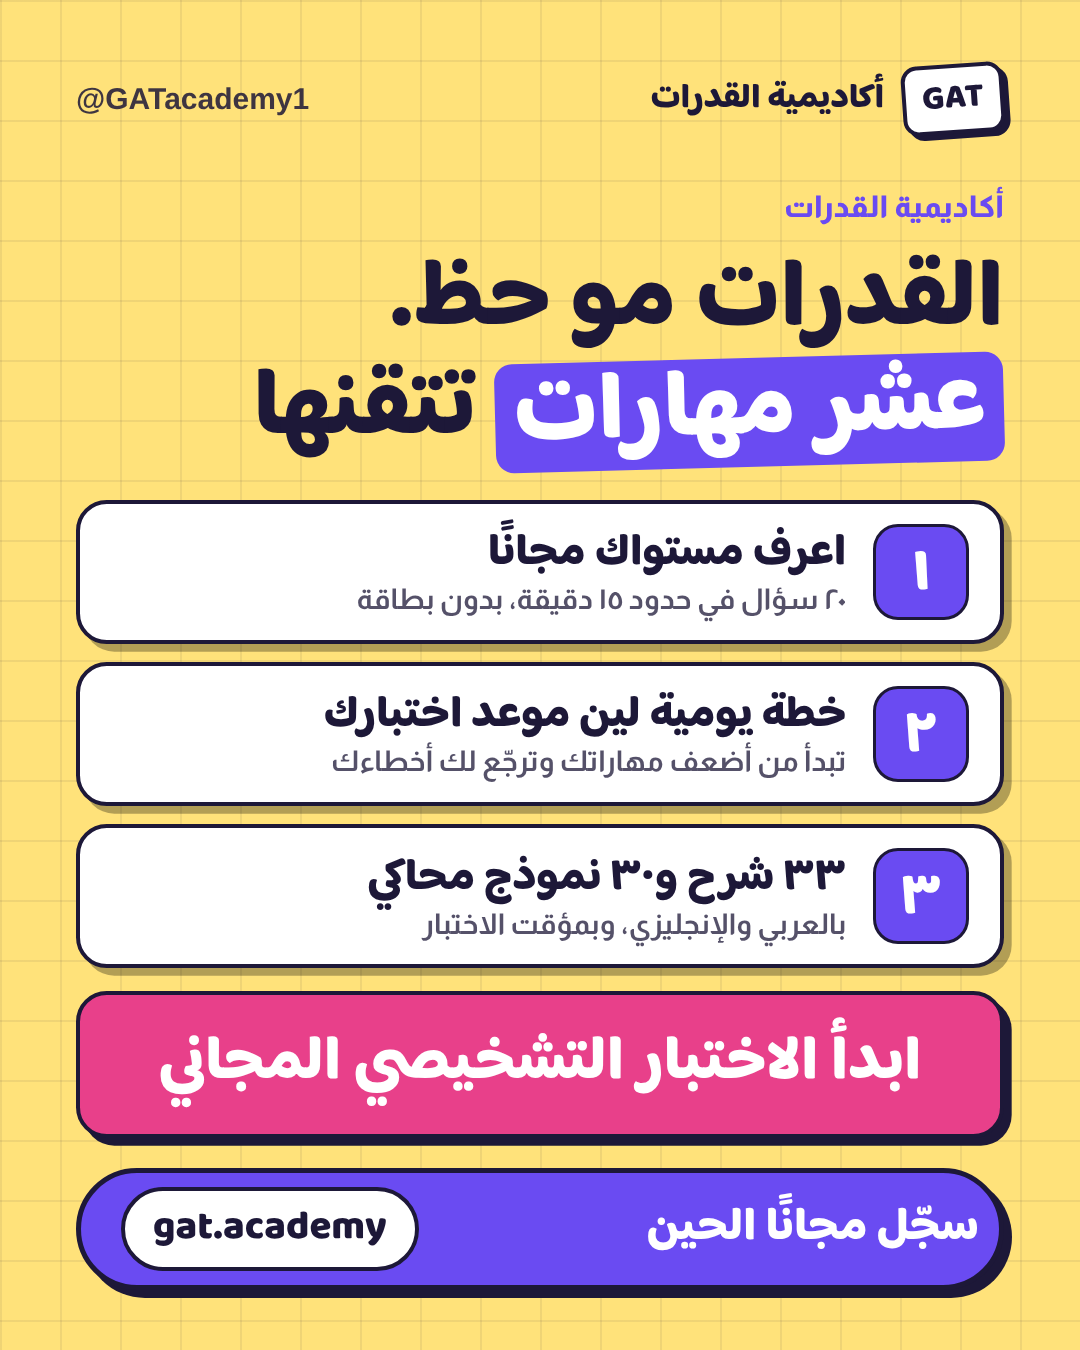 GAT
أكاديمية القدرات
@GATacademy1
أكاديمية القدرات
القدرات مو حظ.
عشر مهارات تتقنها
١
اعرف مستواك مجانًا
٢٠ سؤال في حدود ١٥ دقيقة، بدون بطاقة
٢
خطة يومية لين موعد اختبارك
تبدأ من أضعف مهاراتك وترجّع لك أخطاءك
٣
٣٣ شرح و٣٠ نموذج محاكي
بالعربي والإنجليزي، وبمؤقت الاختبار
ابدأ الاختبار التشخيصي المجاني
سجّل مجانًا الحين
gat.academy